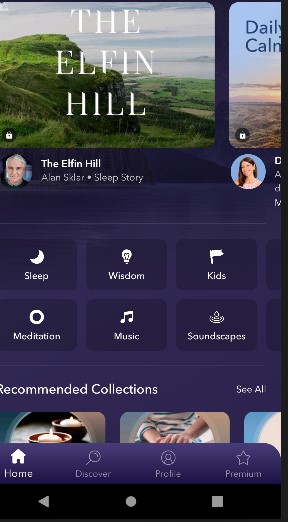 THE
ELFIN
HILL
Daily
Calm
The Elfin Hill
Alan Sklar • Sleep Story
D
A
d
M
Sleep
Wisdom
Kids
Meditation
Music
Soundscapes
Recommended Collections
See All
Home
Discover
Profile
Premium